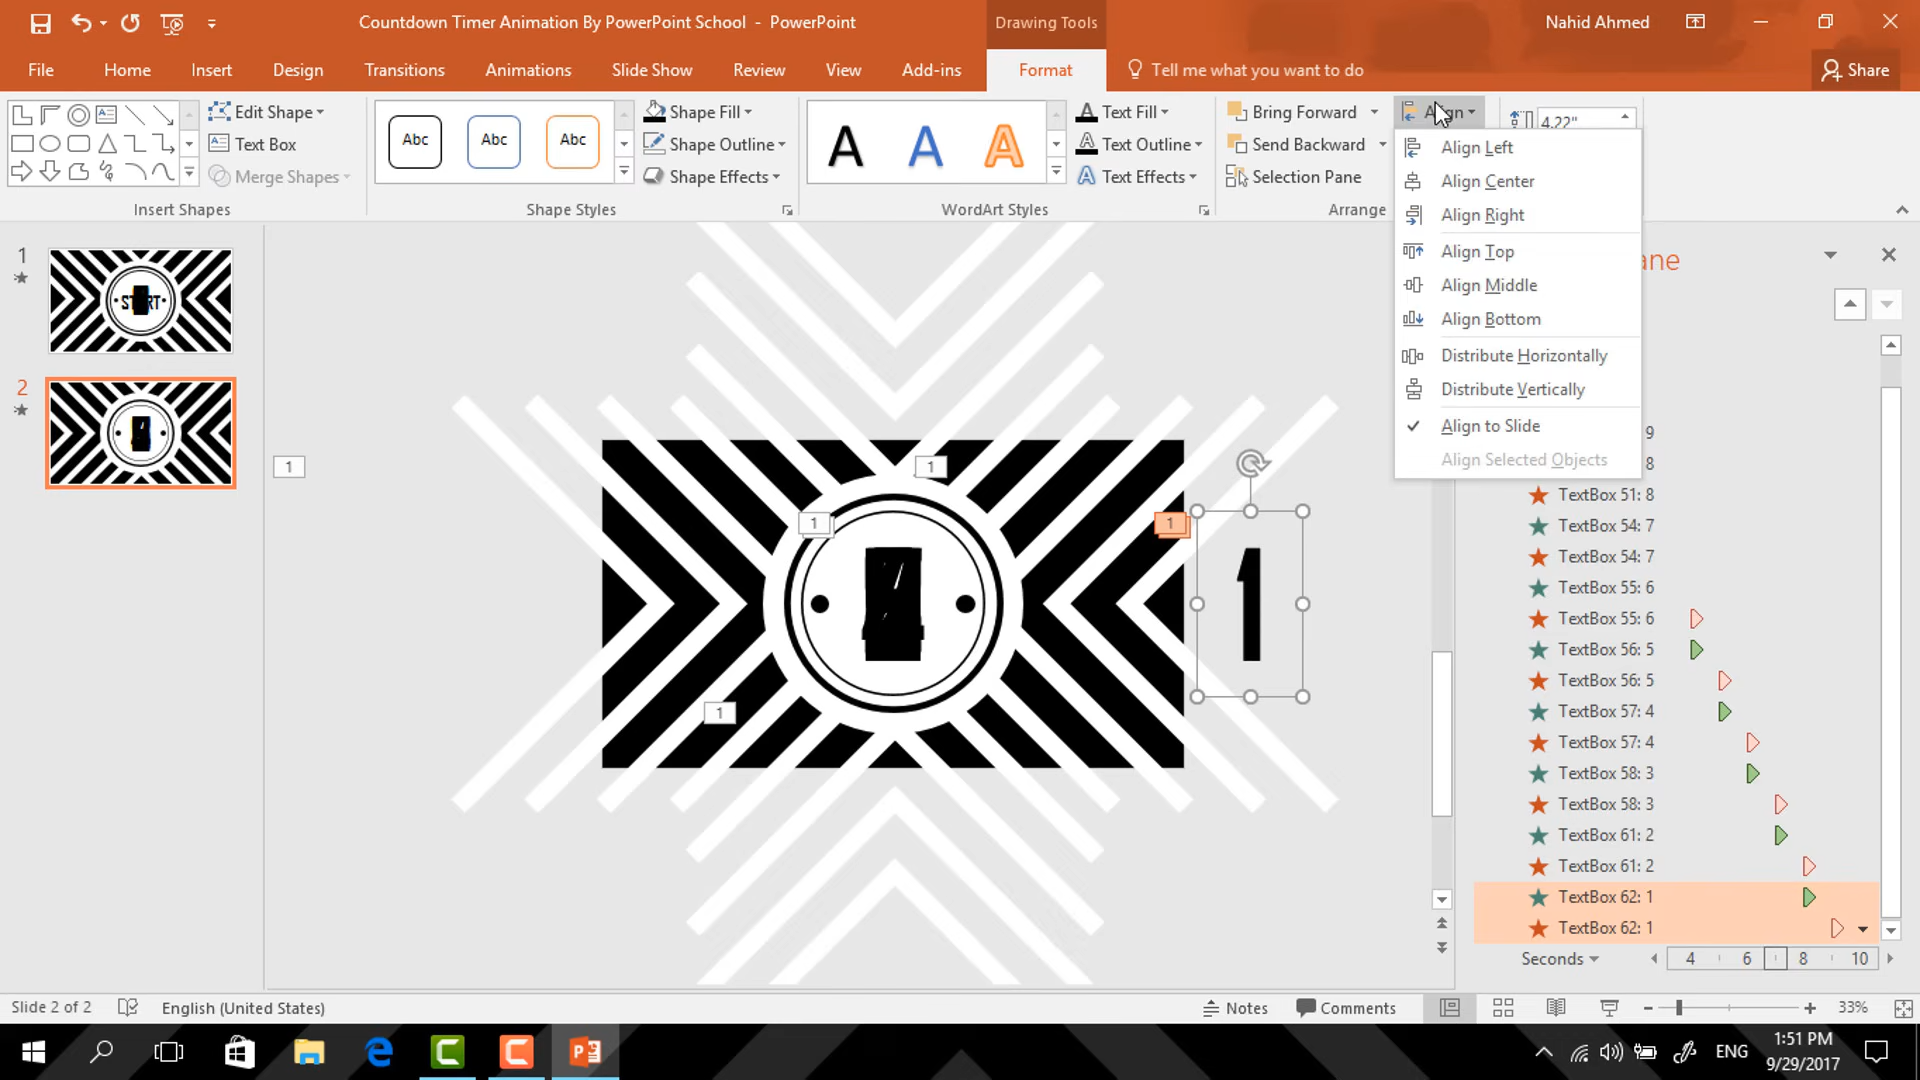 Countdown Timer Animation By PowerPoint School - PowerPoint
Drawing Tools
Nahid Ahmed
File
Home
Insert
Design
Transitions
Animations
Slide Show
Review
View
Add-ins
Format
Tell me what you want to do
Share
Edit Shape
Text Box
Merge Shapes
Insert Shapes
Abc
Abc
Abc
Shape Fill
Shape Outline
Shape Effects
Shape Styles
A
A
A
Text Fill
Text Outline
Text Effects
WordArt Styles
Bring Forward
Send Backward
Selection Pane
Arrange
Align
4.22"
Align Left
Align Center
Align Right
Align Top
Align Middle
Align Bottom
Distribute Horizontally
Distribute Vertically
Align to Slide
Align Selected Objects
ane
1
2
1
1
1
1
1
1
9
8
TextBox 51: 8
TextBox 54: 7
TextBox 54: 7
TextBox 55: 6
TextBox 55: 6
TextBox 56: 5
TextBox 56: 5
TextBox 57: 4
TextBox 57: 4
TextBox 58: 3
TextBox 58: 3
TextBox 61: 2
TextBox 61: 2
TextBox 62: 1
TextBox 62: 1
Seconds
4
6
8
10
Slide 2 of 2
English (United States)
Notes
Comments
33%
ENG
1:51 PM
9/29/2017